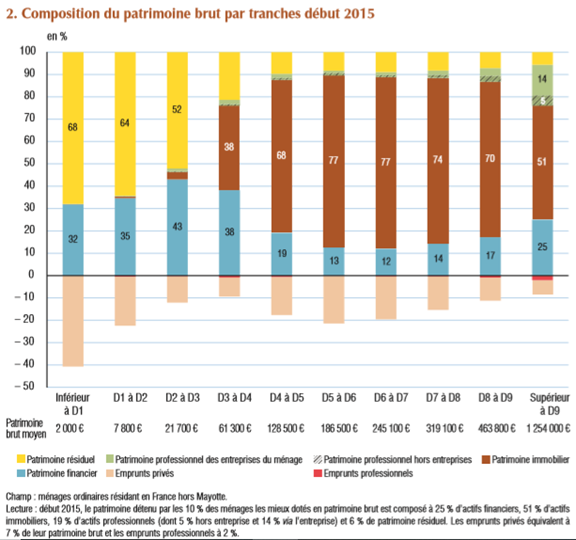 2. Composition du patrimoine brut par tranches début 2015
en %
100
90
80
70
60
50
40
30
20
10
0
– 10
– 20
– 30
– 40
– 50
68
32
64
35
52
43
38
38
68
19
77
13
77
12
74
14
70
17
14
5
51
25
Inférieur à D1
D1 à D2
D2 à D3
D3 à D4
D4 à D5
D5 à D6
D6 à D7
D7 à D8
D8 à D9
Supérieur à D9
Patrimoine brut moyen
2 000 € 7 800 € 21 700 € 61 300 € 128 500 € 186 500 € 245 100 € 319 100 € 463 800 € 1 254 000 €
Patrimoine résiduel Patrimoine professionnel des entreprises du ménage Patrimoine professionnel hors entreprises Patrimoine immobilier
Patrimoine financier Emprunts privés Emprunts professionnels
Champ : ménages ordinaires résidant en France hors Mayotte.
Lecture : début 2015, le patrimoine détenu par les 10 % des ménages les mieux dotés en patrimoine brut est composé à 25 % d'actifs financiers, 51 % d'actifs
immobiliers, 19 % d'actifs professionnels (dont 5 % hors entreprise et 14 % via l'entreprise) et 6 % de patrimoine résiduel. Les emprunts privés équivalent à
7 % de leur patrimoine brut et les emprunts professionnels à 2 %.